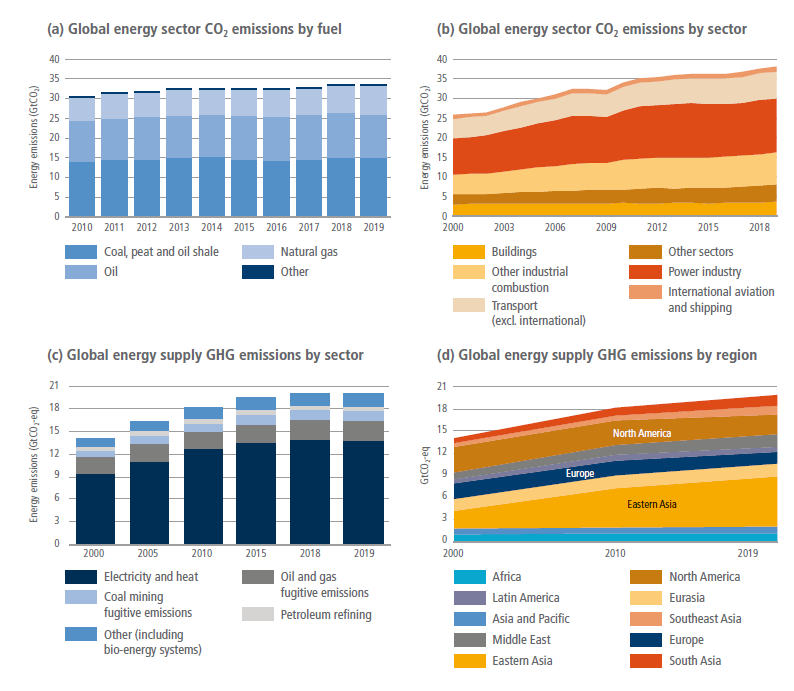 (a) Global energy sector CO₂ emissions by fuel
Energy emissions (GtCO₂)
40
35
30
25
20
15
10
5
0
2010 2011 2012 2013 2014 2015 2016 2017 2018 2019
Coal, peat and oil shale
Natural gas
Oil
Other
(b) Global energy sector CO₂ emissions by sector
Energy emissions (GtCO₂)
40
35
30
25
20
15
10
5
0
2000 2003 2006 2009 2012 2015 2018
Buildings
Other industrial
combustion
Transport
(excl. international)
Other sectors
Power industry
International aviation
and shipping
(c) Global energy supply GHG emissions by sector
Energy emissions (GtCO₂-eq)
21
18
15
12
9
6
3
0
2000 2005 2010 2015 2018 2019
Electricity and heat
Coal mining
fugitive emissions
Other (including
bio-energy systems)
Oil and gas
fugitive emissions
Petroleum refining
(d) Global energy supply GHG emissions by region
GtCO₂-eq
21
18
15
12
9
6
3
0
North America
Europe
Eastern Asia
2000 2010 2019
Africa
Latin America
Asia and Pacific
Middle East
Eastern Asia
North America
Eurasia
Southeast Asia
Europe
South Asia